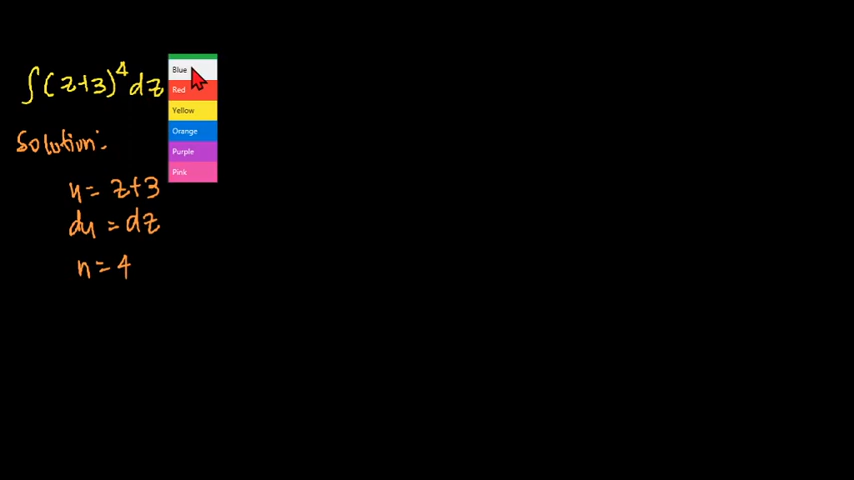 ∫(z+3)⁴dz
Solution:
u = z+3
du = dz
n = 4
Blue
Red
Yellow
Orange
Purple
Pink